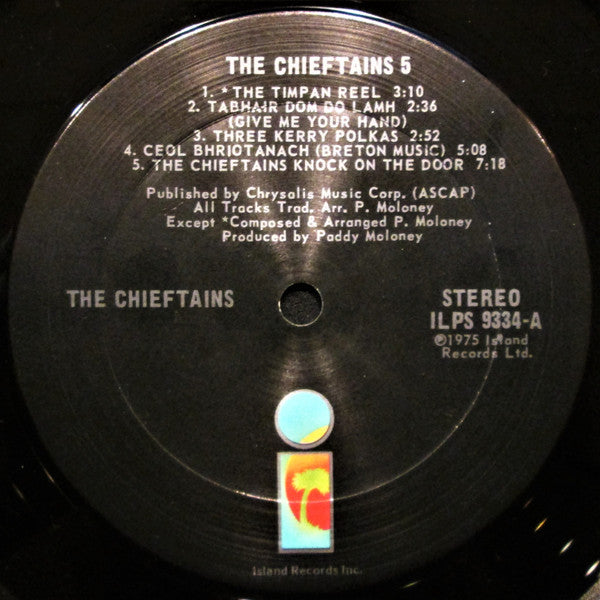 THE CHIEFTAINS 5
1. * THE TIMPAN REEL 3:10
2. TABHAIR DOM DO LAMH 2:36
(GIVE ME YOUR HAND)
3. THREE KERRY POLKAS 2:52
4. CEOL BHRIOTANACH (BRETON MUSIC) 5:08
5. THE CHIEFTAINS KNOCK ON THE DOOR 7:18
Published by Chrysalis Music Corp. (ASCAP)
All Tracks Trad. Arr. P. Moloney
Except *Composed & Arranged P. Moloney
Produced by Paddy Moloney
THE CHIEFTAINS
STEREO
ILPS 9334-A
℗1975 Island
Records Ltd.
Island Records Inc.